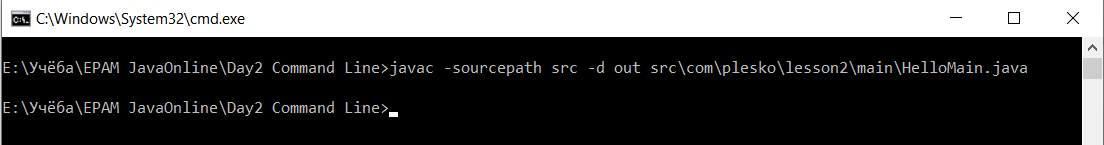 C:\Windows\System32\cmd.exe
E:\Учёба\EPAM JavaOnline\Day2 Command Line>javac -sourcepath src -d out src\com\plesko\lesson2\main\HelloMain.java
E:\Учёба\EPAM JavaOnline\Day2 Command Line>